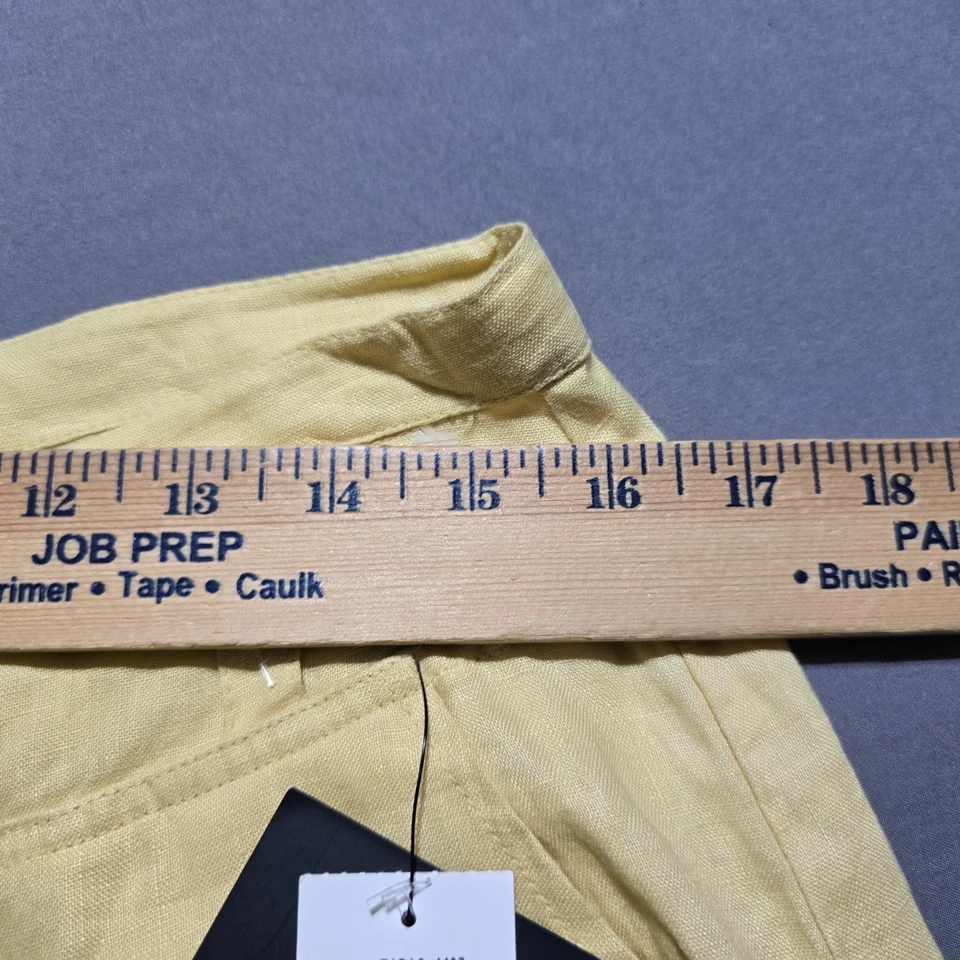 12 13 14 15 16 17 18
JOB PREP
PAI
rimer • Tape • Caulk
• Brush • R